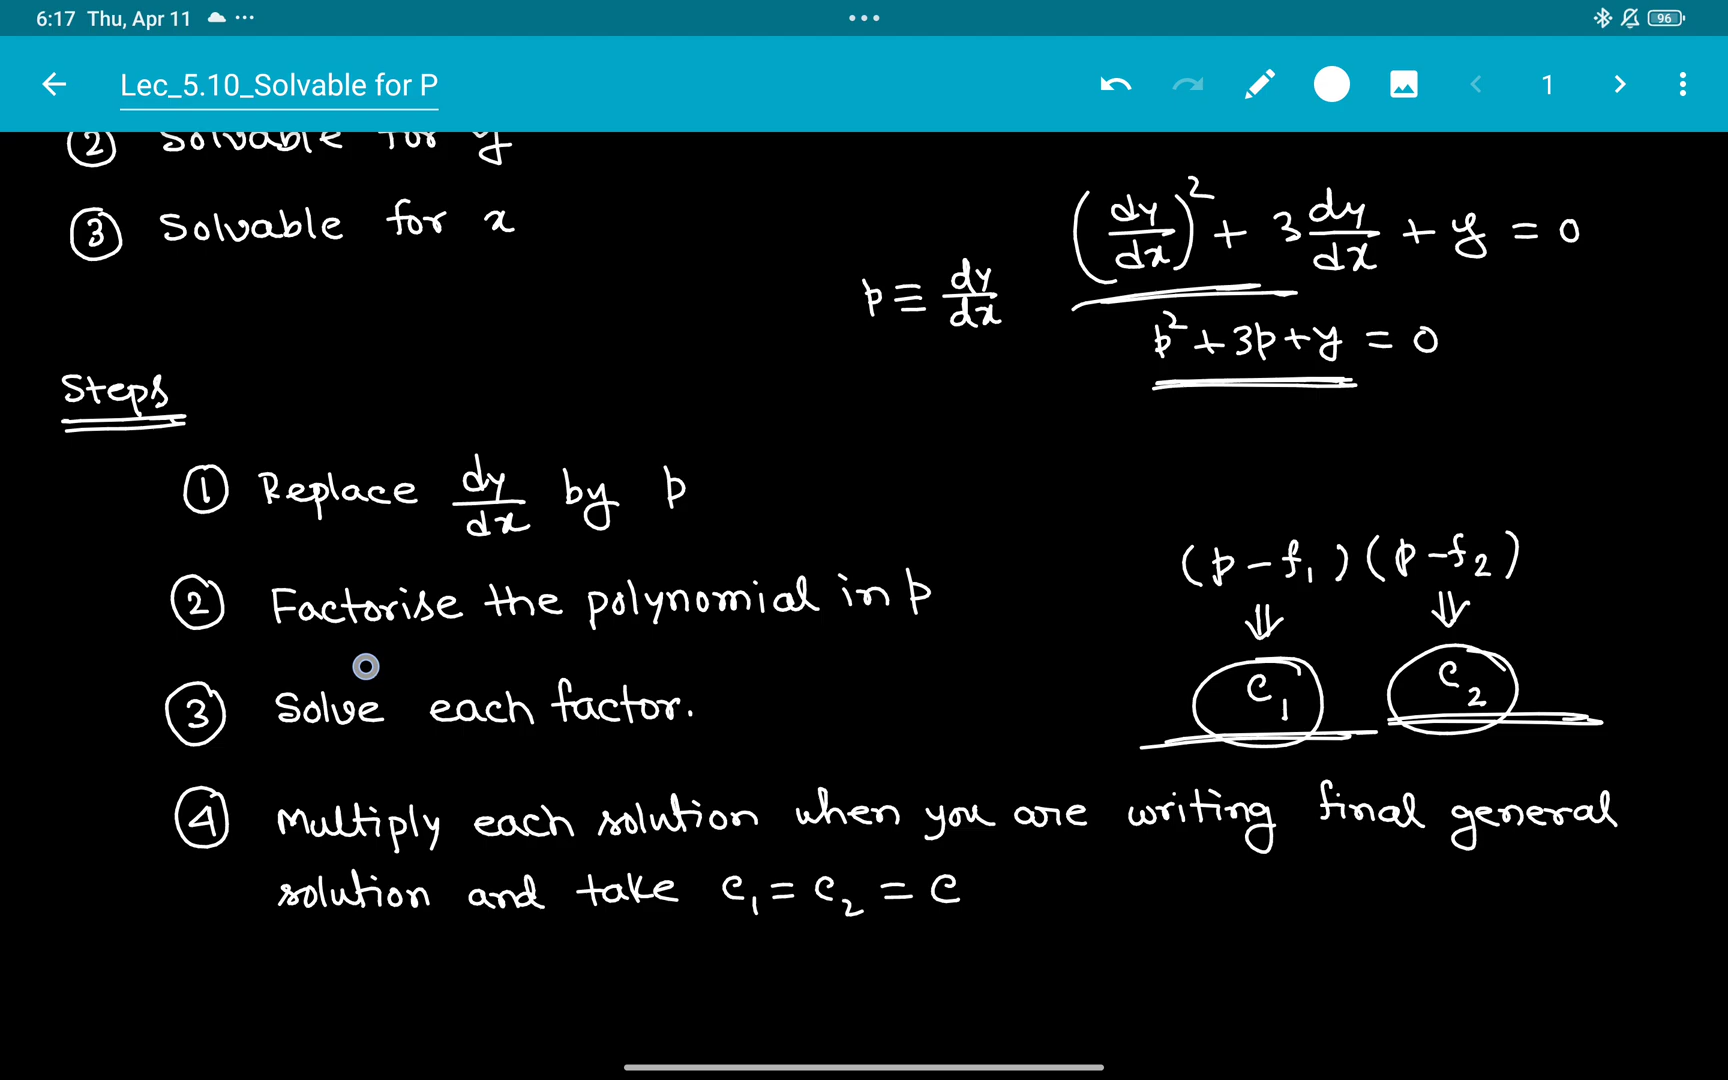 6:17 Thu, Apr 11
96
Lec_5.10_Solvable for P
1
② Solvable for y
③ Solvable for x
(dy/dx)² + 3 dy/dx + y = 0
p ≡ dy/dx
p² + 3p + y = 0
Steps
① Replace dy/dx by p
② Factorise the polynomial in p
(p - f₁) (p - f₂)
⇓ ⇓
③ Solve each factor.
c₁ c₂
④ Multiply each solution when you are writing final general
solution and take c₁ = c₂ = c